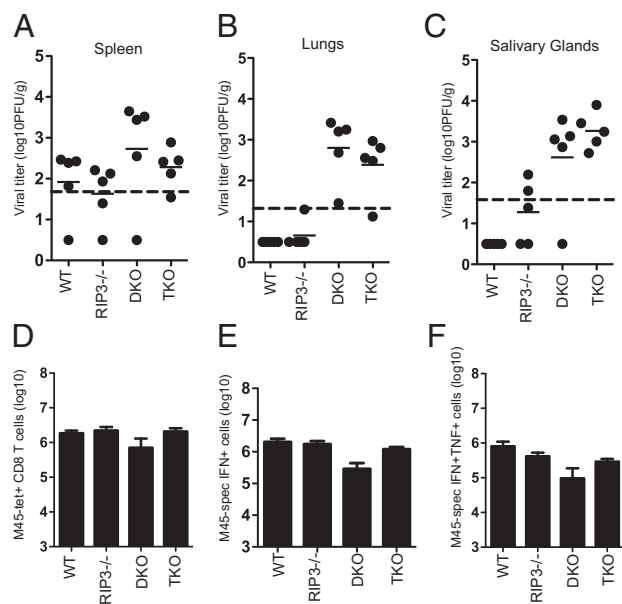 A
Spleen
Viral titer (log10PFU/g)
5
4
3
2
1
0
WT
RIP3-/-
DKO
TKO
B
Lungs
Viral titer (log10PFU/g)
5
4
3
2
1
0
WT
RIP3-/-
DKO
TKO
C
Salivary Glands
Viral titer (log10PFU/g)
5
4
3
2
1
0
WT
RIP3-/-
DKO
TKO
D
M45-tet+ CD8 T cells (log10)
8
7
6
5
4
3
WT
RIP3-/-
DKO
TKO
E
M45-spec IFN+ cells (log10)
8
7
6
5
4
3
WT
RIP3-/-
DKO
TKO
F
M45-spec IFN+TNF+ cells (log10)
8
7
6
5
4
3
WT
RIP3-/-
DKO
TKO